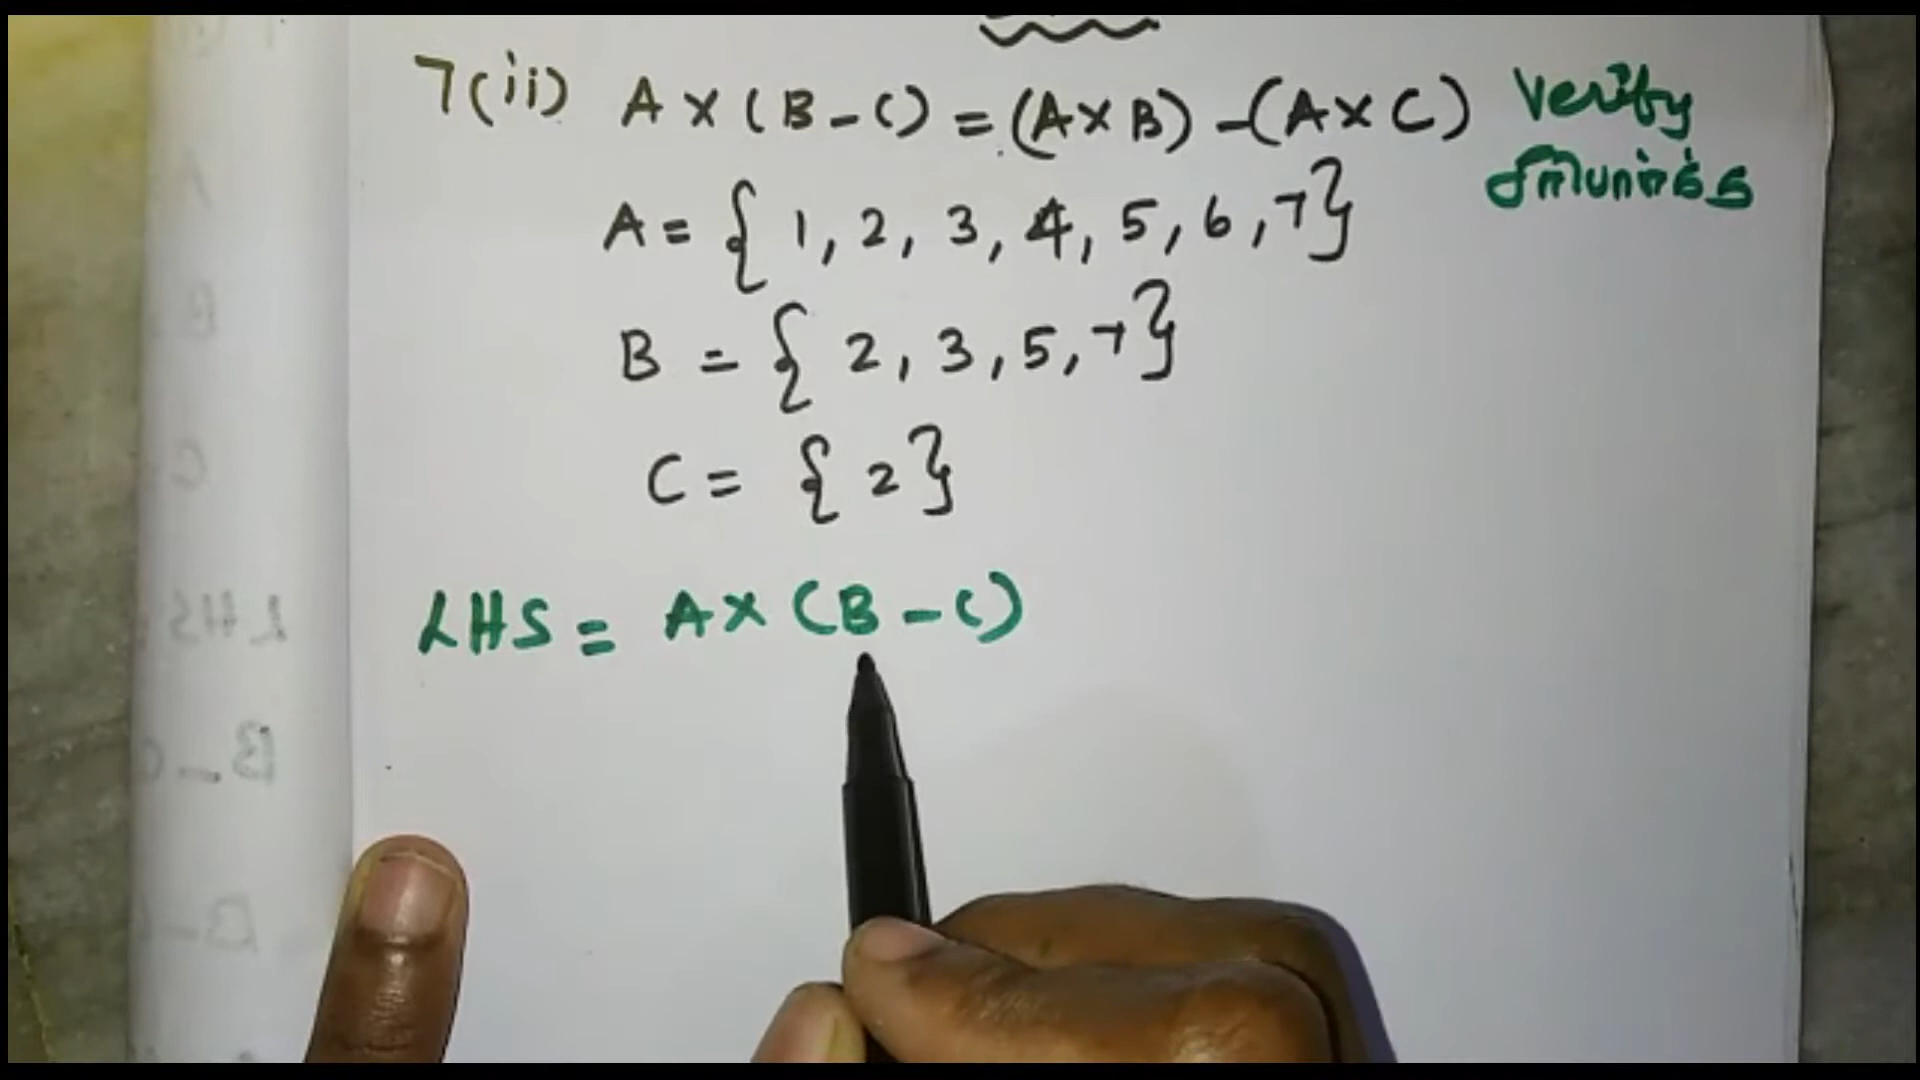 7(ii) A × (B - C) = (A × B) - (A × C) Verify
சரிபார்க்க
A = { 1, 2, 3, 4, 5, 6, 7}
B = { 2, 3, 5, 7}
C = { 2}
LHS = A × (B - C)